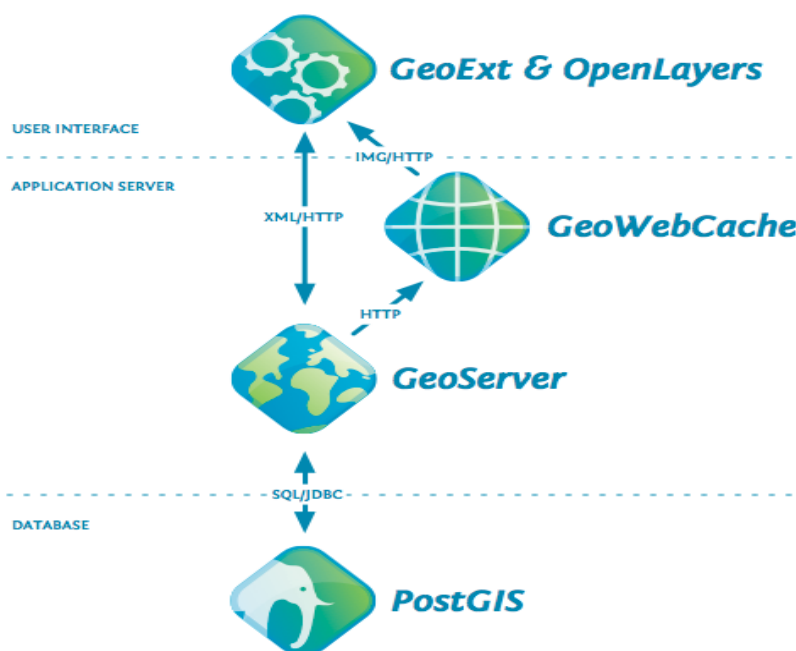 GeoExt & OpenLayers
USER INTERFACE
IMG/HTTP
APPLICATION SERVER
XML/HTTP
GeoWebCache
HTTP
GeoServer
SQL/JDBC
DATABASE
PostGIS